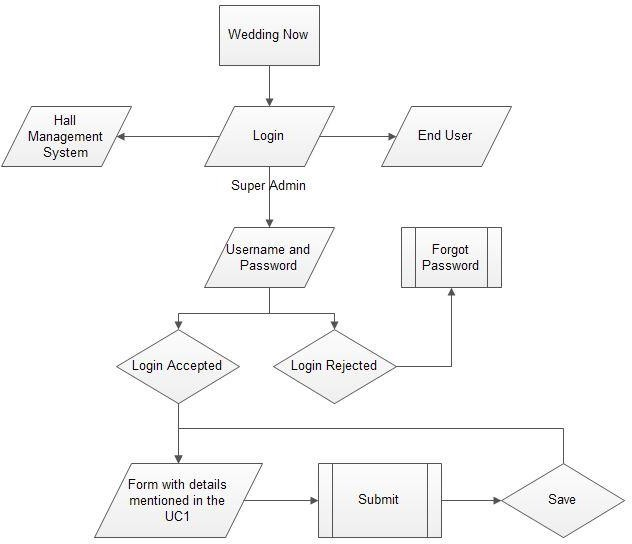 Wedding Now
Hall
Management
System
Login
End User
Super Admin
Username and
Password
Forgot
Password
Login Accepted
Login Rejected
Form with details
mentioned in the
UC1
Submit
Save